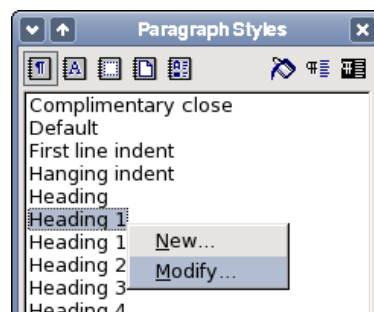 Paragraph Styles
Complimentary close
Default
First line indent
Hanging indent
Heading
Heading 1
Heading 1
New...
Heading 2
Modify...
Heading 3
Heading 4